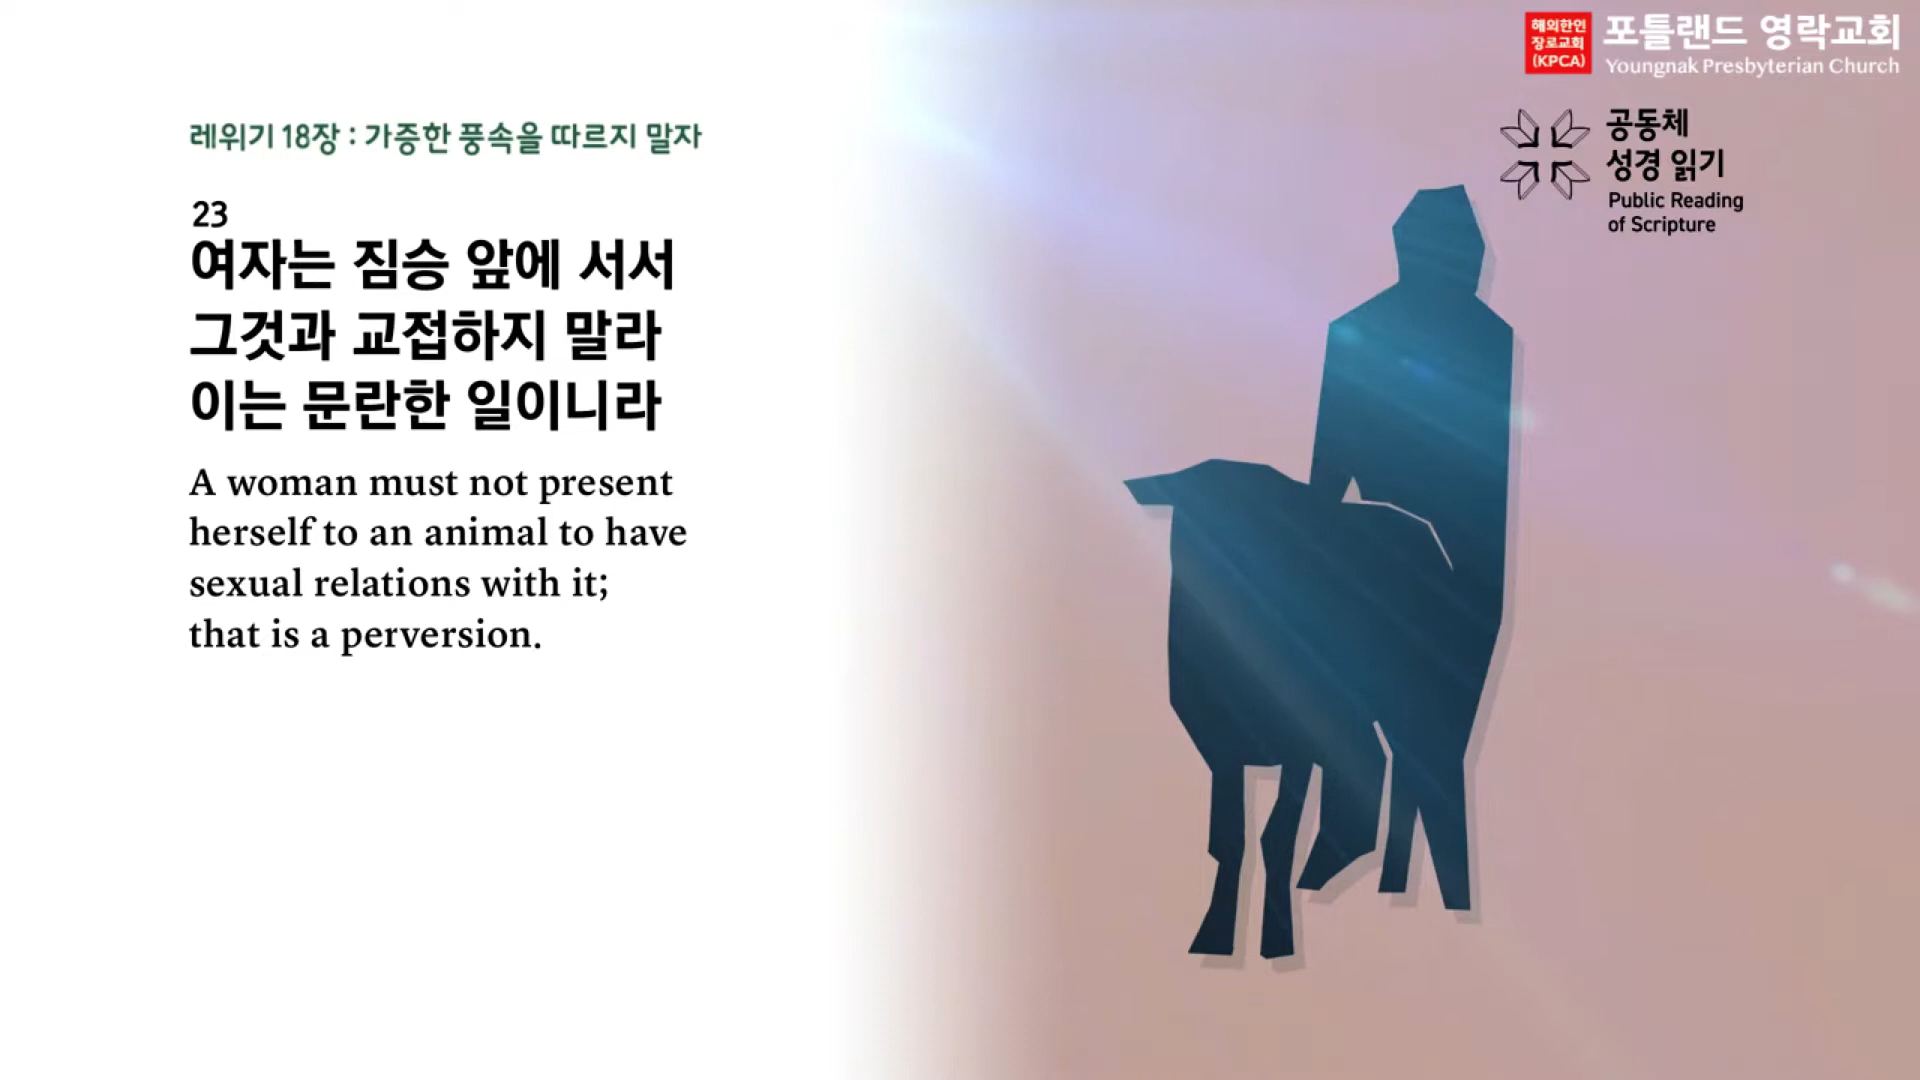 해외한인
장로교회
(KPCA)
포틀랜드 영락교회
Youngnak Presbyterian Church
공동체
성경 읽기
Public Reading
of Scripture
레위기 18장 : 가증한 풍속을 따르지 말자
23
여자는 짐승 앞에 서서
그것과 교접하지 말라
이는 문란한 일이니라
A woman must not present
herself to an animal to have
sexual relations with it;
that is a perversion.